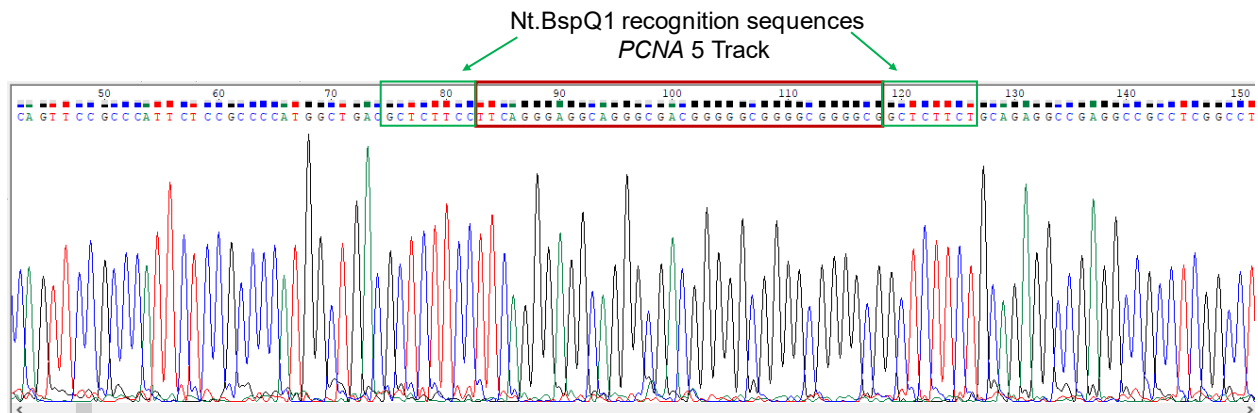 Nt.BspQ1 recognition sequences
PCNA 5 Track
50 60 70 80 90 100 110 120 130 140 150
CAGTTCCGCCCATTCTCCGCCCCATGGCTGACGCTCTTCCTTCAGGGAGGCAGGGCGACGGGGGCGGGGCGGGGCGGCTCTTCTGCAGAGGCCGAGGCCGCCTCGGCCT